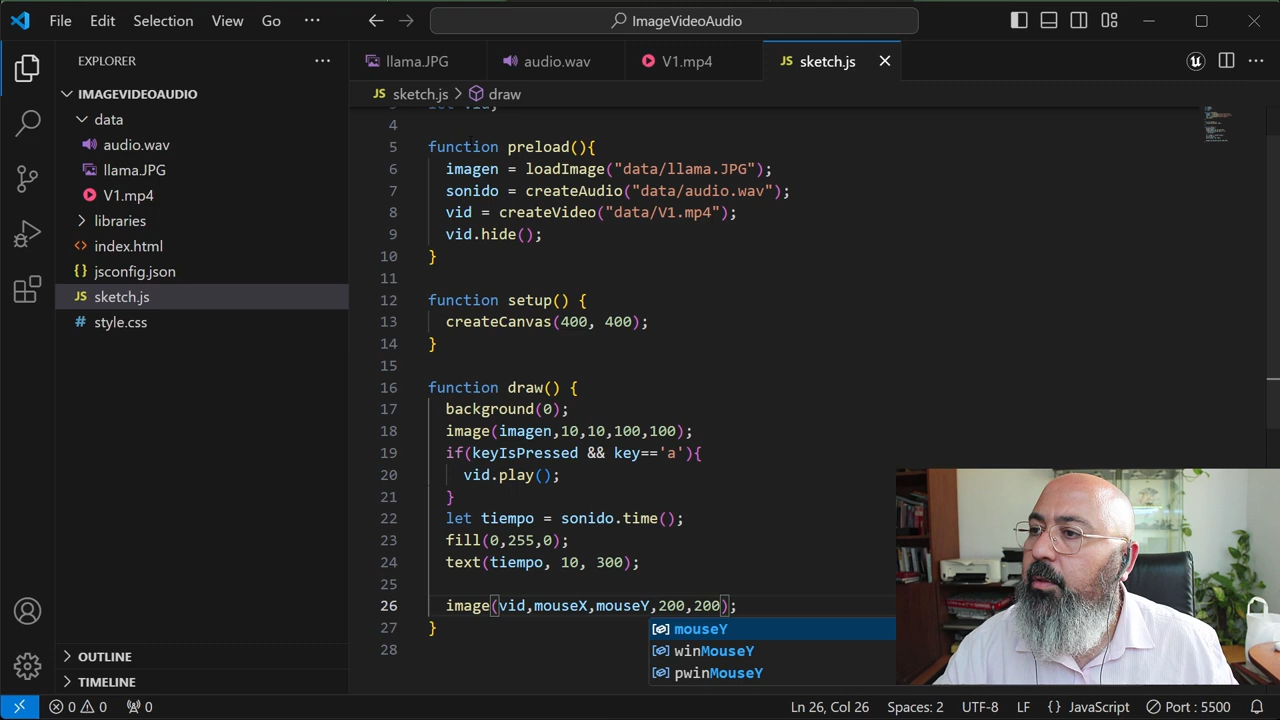 File Edit Selection View Go ··· ImageVideoAudio
EXPLORER ···
IMAGEVIDEOAUDIO
data
audio.wav
llama.JPG
V1.mp4
libraries
index.html
{} jsconfig.json
JS sketch.js
# style.css
OUTLINE
TIMELINE
llama.JPG audio.wav V1.mp4 JS sketch.js
JS sketch.js > draw
4
5 function preload(){
6 imagen = loadImage("data/llama.JPG");
7 sonido = createAudio("data/audio.wav");
8 vid = createVideo("data/V1.mp4");
9 vid.hide();
10 }
11
12 function setup() {
13 createCanvas(400, 400);
14 }
15
16 function draw() {
17 background(0);
18 image(imagen,10,10,100,100);
19 if(keyIsPressed && key=='a'){
20 vid.play();
21 }
22 let tiempo = sonido.time();
23 fill(0,255,0);
24 text(tiempo, 10, 300);
25
26 image(vid,mouseX,mouseY,200,200);
27 }
28
mouseY
winMouseY
pwinMouseY
0 0 0 Ln 26, Col 26 Spaces: 2 UTF-8 LF {} JavaScript Port : 5500